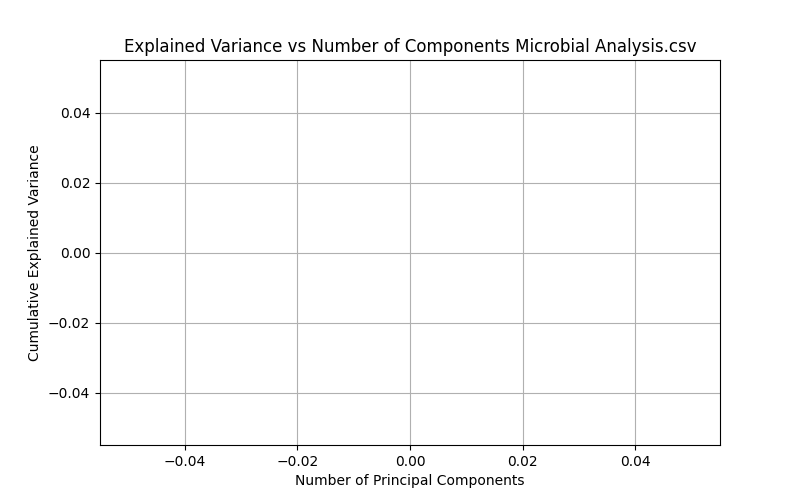 Explained Variance vs Number of Components Microbial Analysis.csv
0.04
0.02
0.00
−0.02
−0.04
Cumulative Explained Variance
−0.04 −0.02 0.00 0.02 0.04
Number of Principal Components